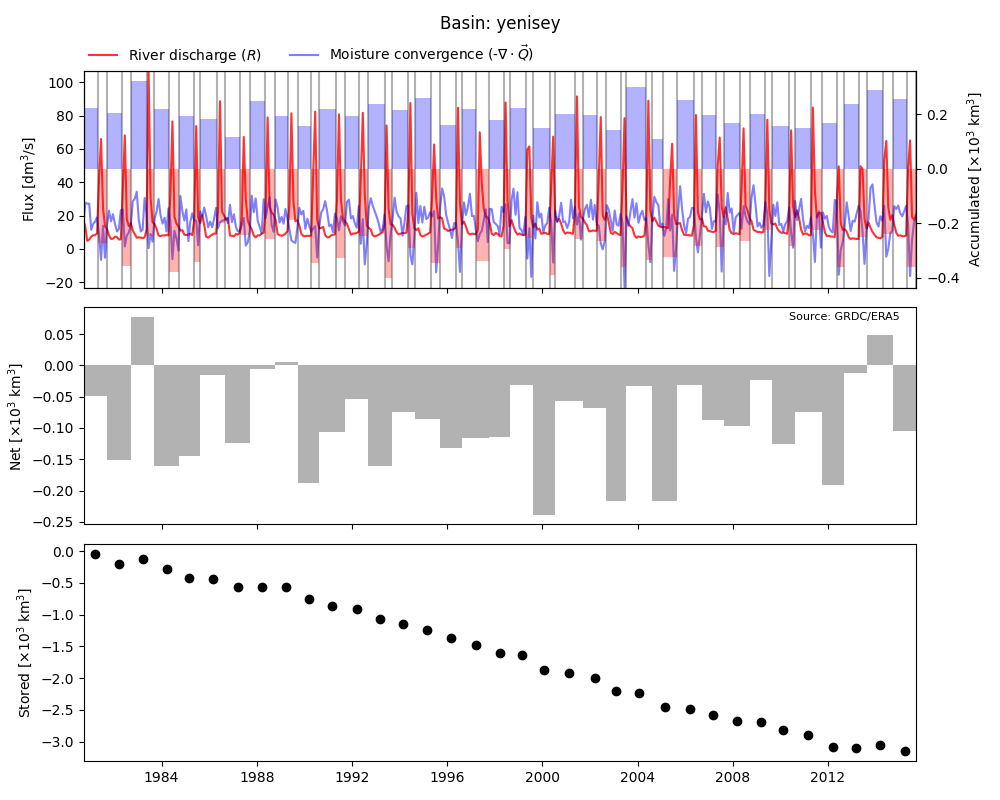 Basin: yenisey
River discharge (R)
Moisture convergence (-∇ · Q⃗)
100
80
60
40
20
0
−20
Flux [dm³/s]
0.2
0.0
−0.2
−0.4
Accumulated [×10³ km³]
Source: GRDC/ERA5
0.05
0.00
−0.05
−0.10
−0.15
−0.20
−0.25
Net [×10³ km³]
0.0
−0.5
−1.0
−1.5
−2.0
−2.5
−3.0
Stored [×10³ km³]
1984 1988 1992 1996 2000 2004 2008 2012